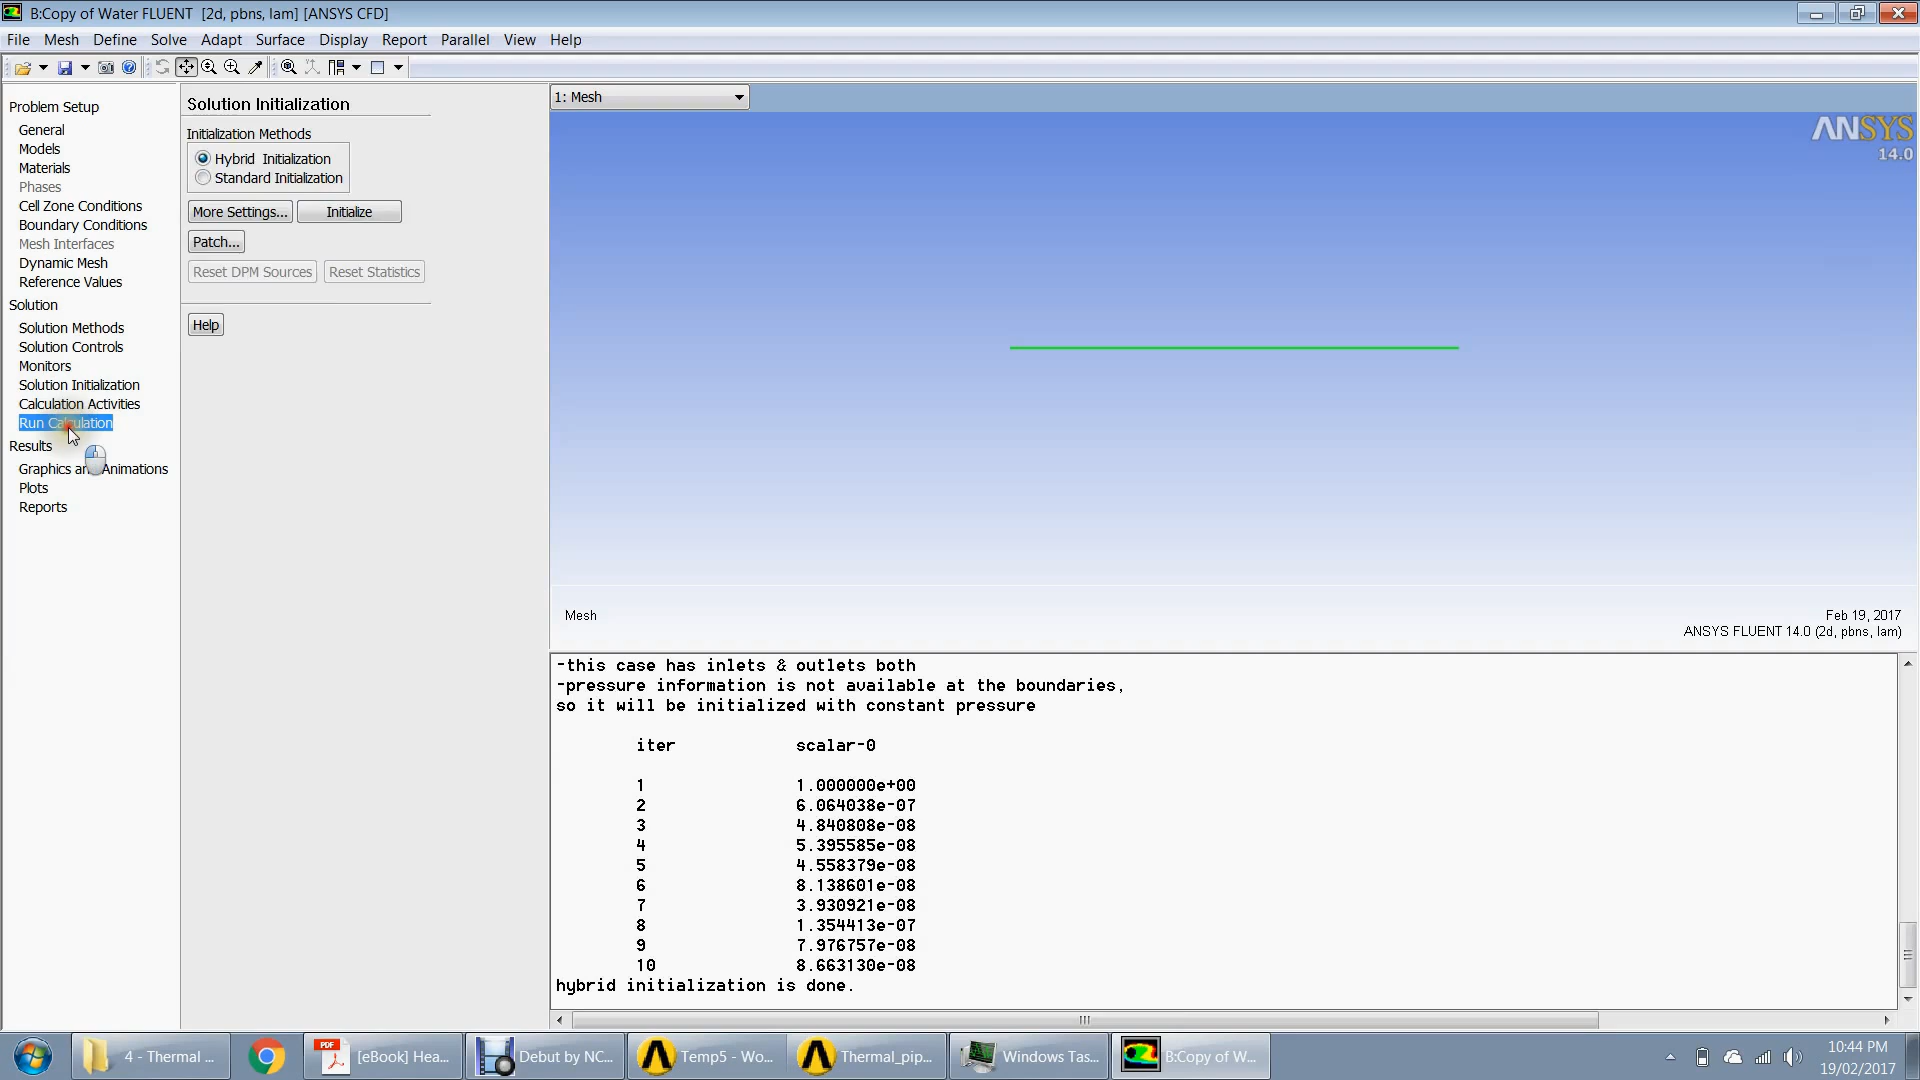 B:Copy of Water FLUENT [2d, pbns, lam] [ANSYS CFD]
File Mesh Define Solve Adapt Surface Display Report Parallel View Help
Problem Setup
General
Models
Materials
Phases
Cell Zone Conditions
Boundary Conditions
Mesh Interfaces
Dynamic Mesh
Reference Values
Solution
Solution Methods
Solution Controls
Monitors
Solution Initialization
Calculation Activities
Run Calculation
Results
Graphics and Animations
Plots
Reports
Solution Initialization
Initialization Methods
Hybrid Initialization
Standard Initialization
More Settings... Initialize
Patch...
Reset DPM Sources Reset Statistics
Help
1: Mesh
ANSYS
14.0
Mesh
Feb 19, 2017
ANSYS FLUENT 14.0 (2d, pbns, lam)
-this case has inlets & outlets both
-pressure information is not available at the boundaries,
so it will be initialized with constant pressure
iter scalar-0
1 1.000000e+00
2 6.064038e-07
3 4.840808e-08
4 5.395585e-08
5 4.558379e-08
6 8.138601e-08
7 3.930921e-08
8 1.354413e-07
9 7.976757e-08
10 8.663130e-08
hybrid initialization is done.
4 - Thermal ... PDF [eBook] Hea... Debut by NC... Temp5 - Wo... Thermal_pip... Windows Tas... B:Copy of W...
10:44 PM
19/02/2017